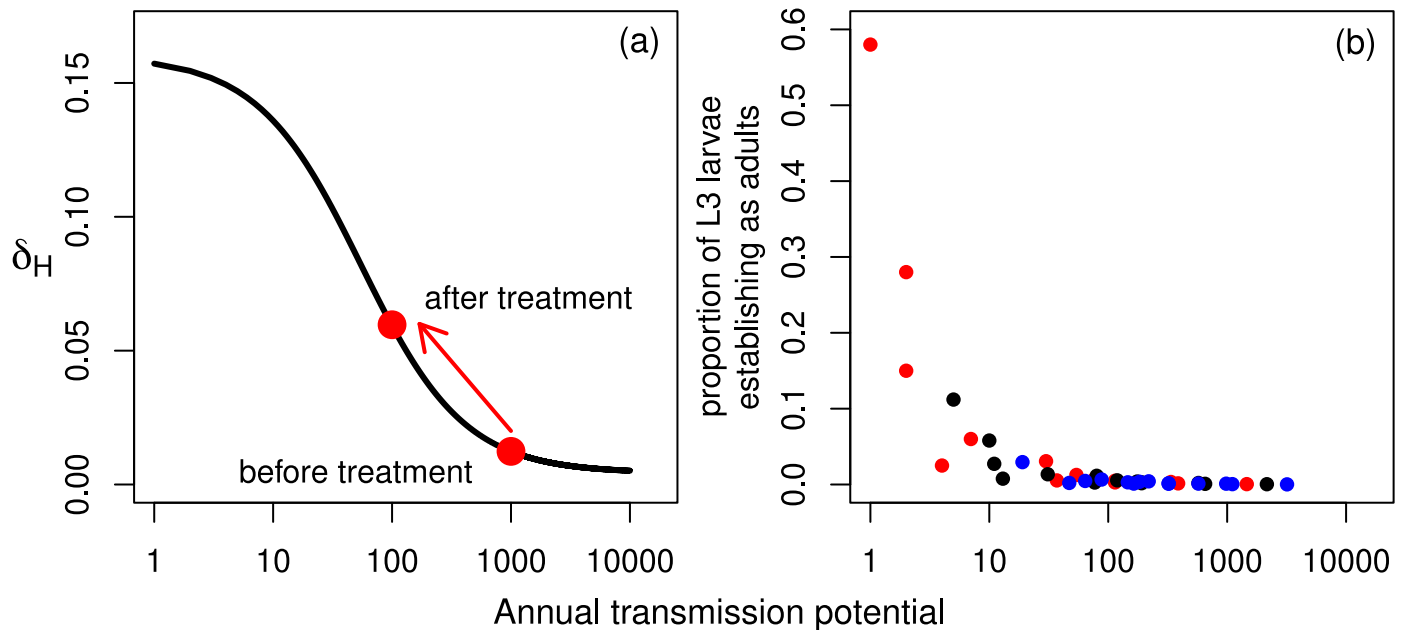 (a)
0.15
0.10
0.05
0.00
δH
after treatment
before treatment
1 10 100 1000 10000
(b)
0.6
0.5
0.4
0.3
0.2
0.1
0.0
proportion of L3 larvae
establishing as adults
1 10 100 1000 10000
Annual transmission potential